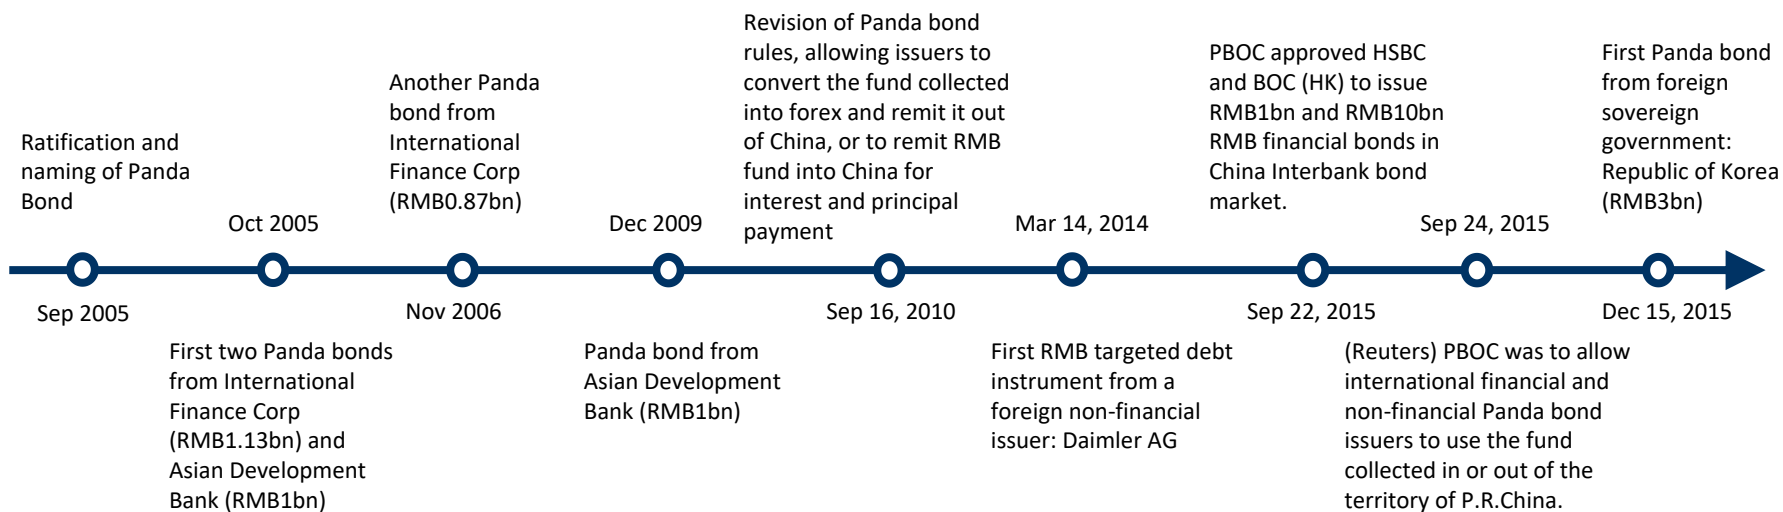 Ratification and
naming of Panda
Bond
Sep 2005
Oct 2005
First two Panda bonds
from International
Finance Corp
(RMB1.13bn) and
Asian Development
Bank (RMB1bn)
Another Panda
bond from
International
Finance Corp
(RMB0.87bn)
Nov 2006
Dec 2009
Panda bond from
Asian Development
Bank (RMB1bn)
Revision of Panda bond
rules, allowing issuers to
convert the fund collected
into forex and remit it out
of China, or to remit RMB
fund into China for
interest and principal
payment
Sep 16, 2010
Mar 14, 2014
First RMB targeted debt
instrument from a
foreign non-financial
issuer: Daimler AG
PBOC approved HSBC
and BOC (HK) to issue
RMB1bn and RMB10bn
RMB financial bonds in
China Interbank bond
market.
Sep 22, 2015
Sep 24, 2015
(Reuters) PBOC was to allow
international financial and
non-financial Panda bond
issuers to use the fund
collected in or out of the
territory of P.R.China.
First Panda bond
from foreign
sovereign
government:
Republic of Korea
(RMB3bn)
Dec 15, 2015